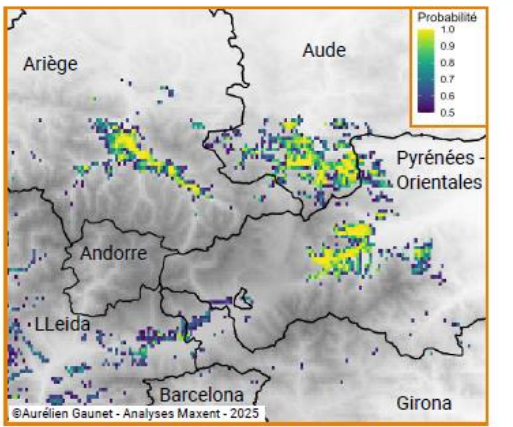 Probabilité
1.0
0.9
0.8
0.7
0.6
0.5
Aude
Ariège
Pyrénées -
Orientales
Andorre
LLeida
Barcelona
Girona
©Aurélien Gaunet - Analyses Maxent - 2025